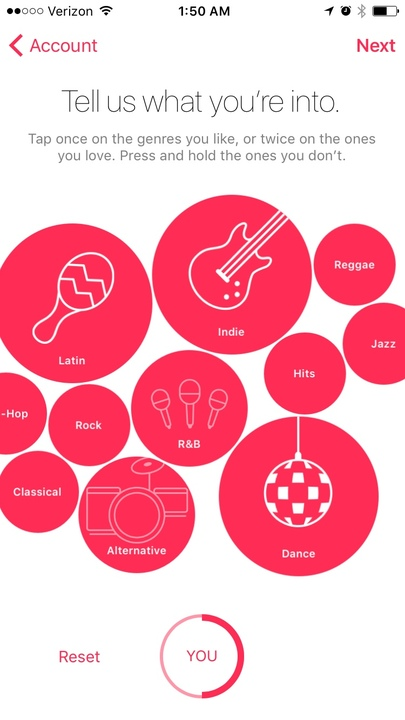 Verizon 1:50 AM
Account Next
Tell us what you're into.
Tap once on the genres you like, or twice on the ones
you love. Press and hold the ones you don't.
Reggae
Indie
Latin
Jazz
Hits
-Hop
Rock
R&B
Classical
Alternative
Dance
Reset YOU